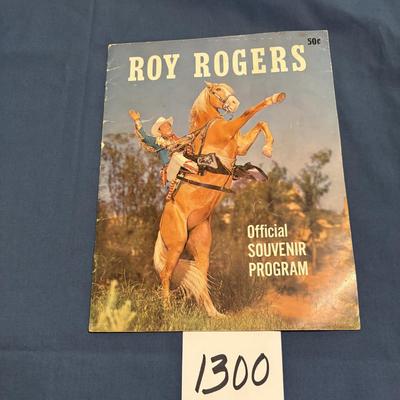 50¢
ROY ROGERS
Official
SOUVENIR
PROGRAM
1300